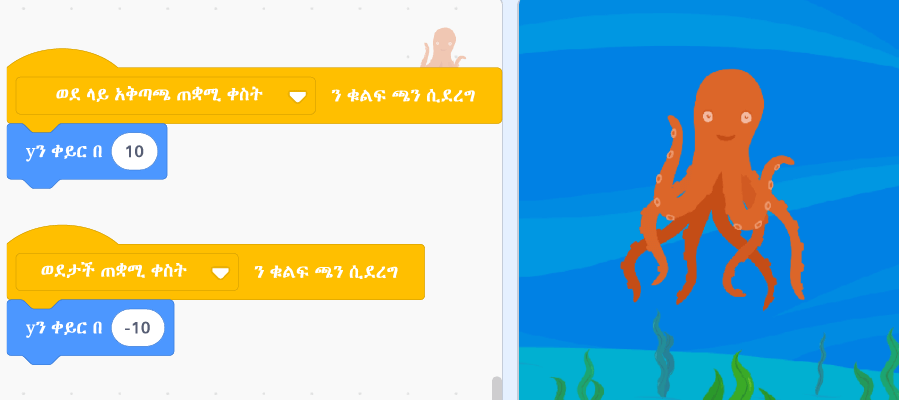 ወደ ላይ አቅጣጫ ጠቋሚ ቀስት ን ቁልፍ ጫን ሲደረግ
yን ቀይር በ 10
ወደታች ጠቋሚ ቀስት ን ቁልፍ ጫን ሲደረግ
yን ቀይር በ -10